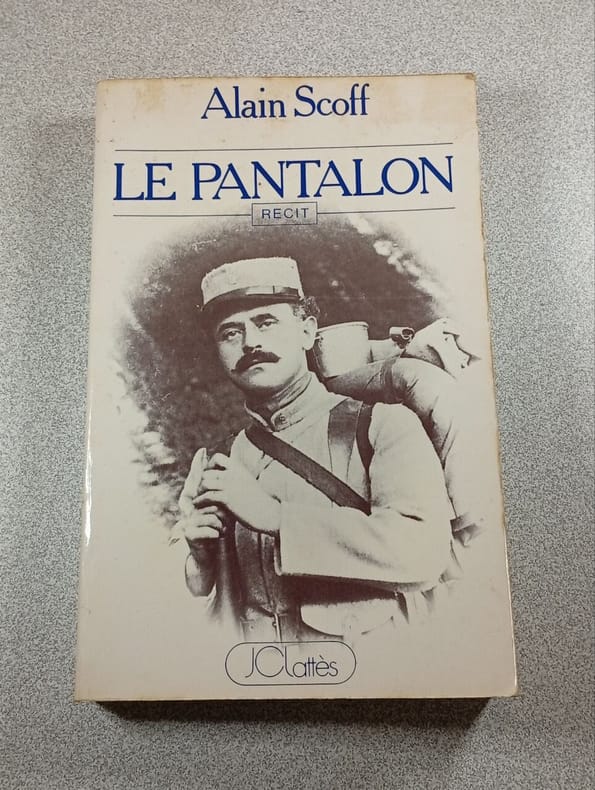 Alain Scoff
LE PANTALON
RECIT
JCLattès